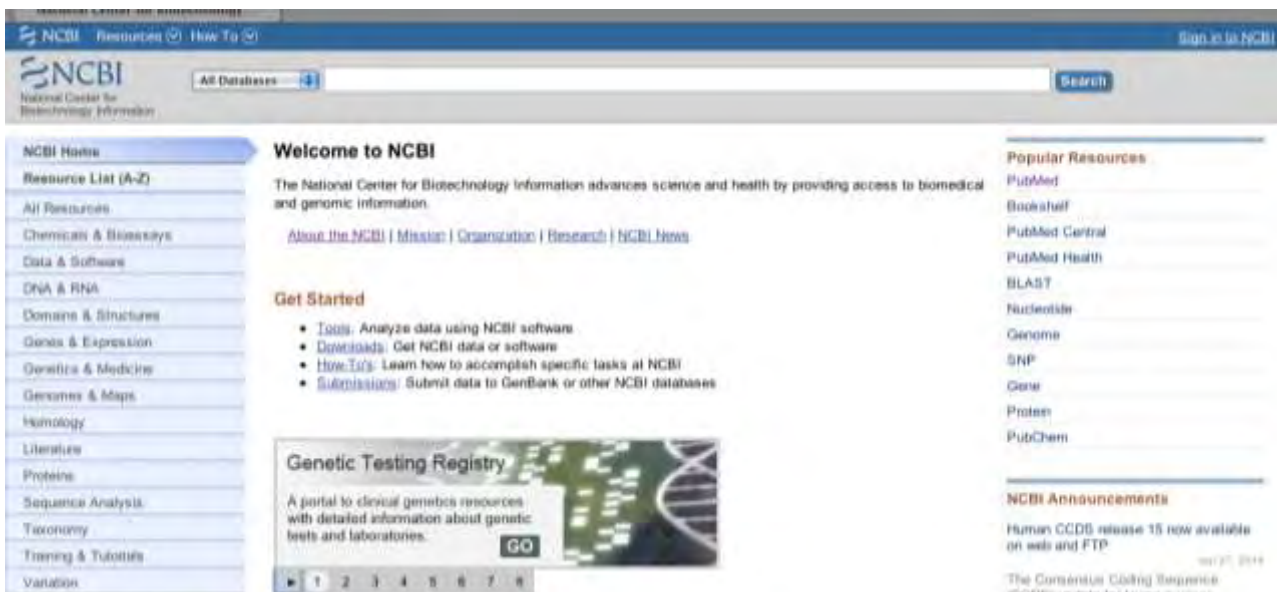 National Center for Biotechnology
NCBI Resources How To
Sign in to NCBI
NCBI
National Center for
Biotechnology Information
All Databases
Search
NCBI Home
Resource List (A-Z)
All Resources
Chemicals & Bioassays
Data & Software
DNA & RNA
Domains & Structures
Genes & Expression
Genetics & Medicine
Genomes & Maps
Homology
Literature
Proteins
Sequence Analysis
Taxonomy
Training & Tutorials
Variation
Welcome to NCBI
The National Center for Biotechnology Information advances science and health by providing access to biomedical
and genomic information.
About the NCBI | Mission | Organization | Research | NCBI News
Get Started
Tools: Analyze data using NCBI software
Downloads: Get NCBI data or software
How-To's: Learn how to accomplish specific tasks at NCBI
Submissions: Submit data to GenBank or other NCBI databases
Genetic Testing Registry
A portal to clinical genetics resources
with detailed information about genetic
tests and laboratories.
GO
1 2 3 4 5 6 7 8
Popular Resources
PubMed
Bookshelf
PubMed Central
PubMed Health
BLAST
Nucleotide
Genome
SNP
Gene
Protein
PubChem
NCBI Announcements
Human CCDS release 15 now available
on web and FTP
The Consensus Coding Sequence